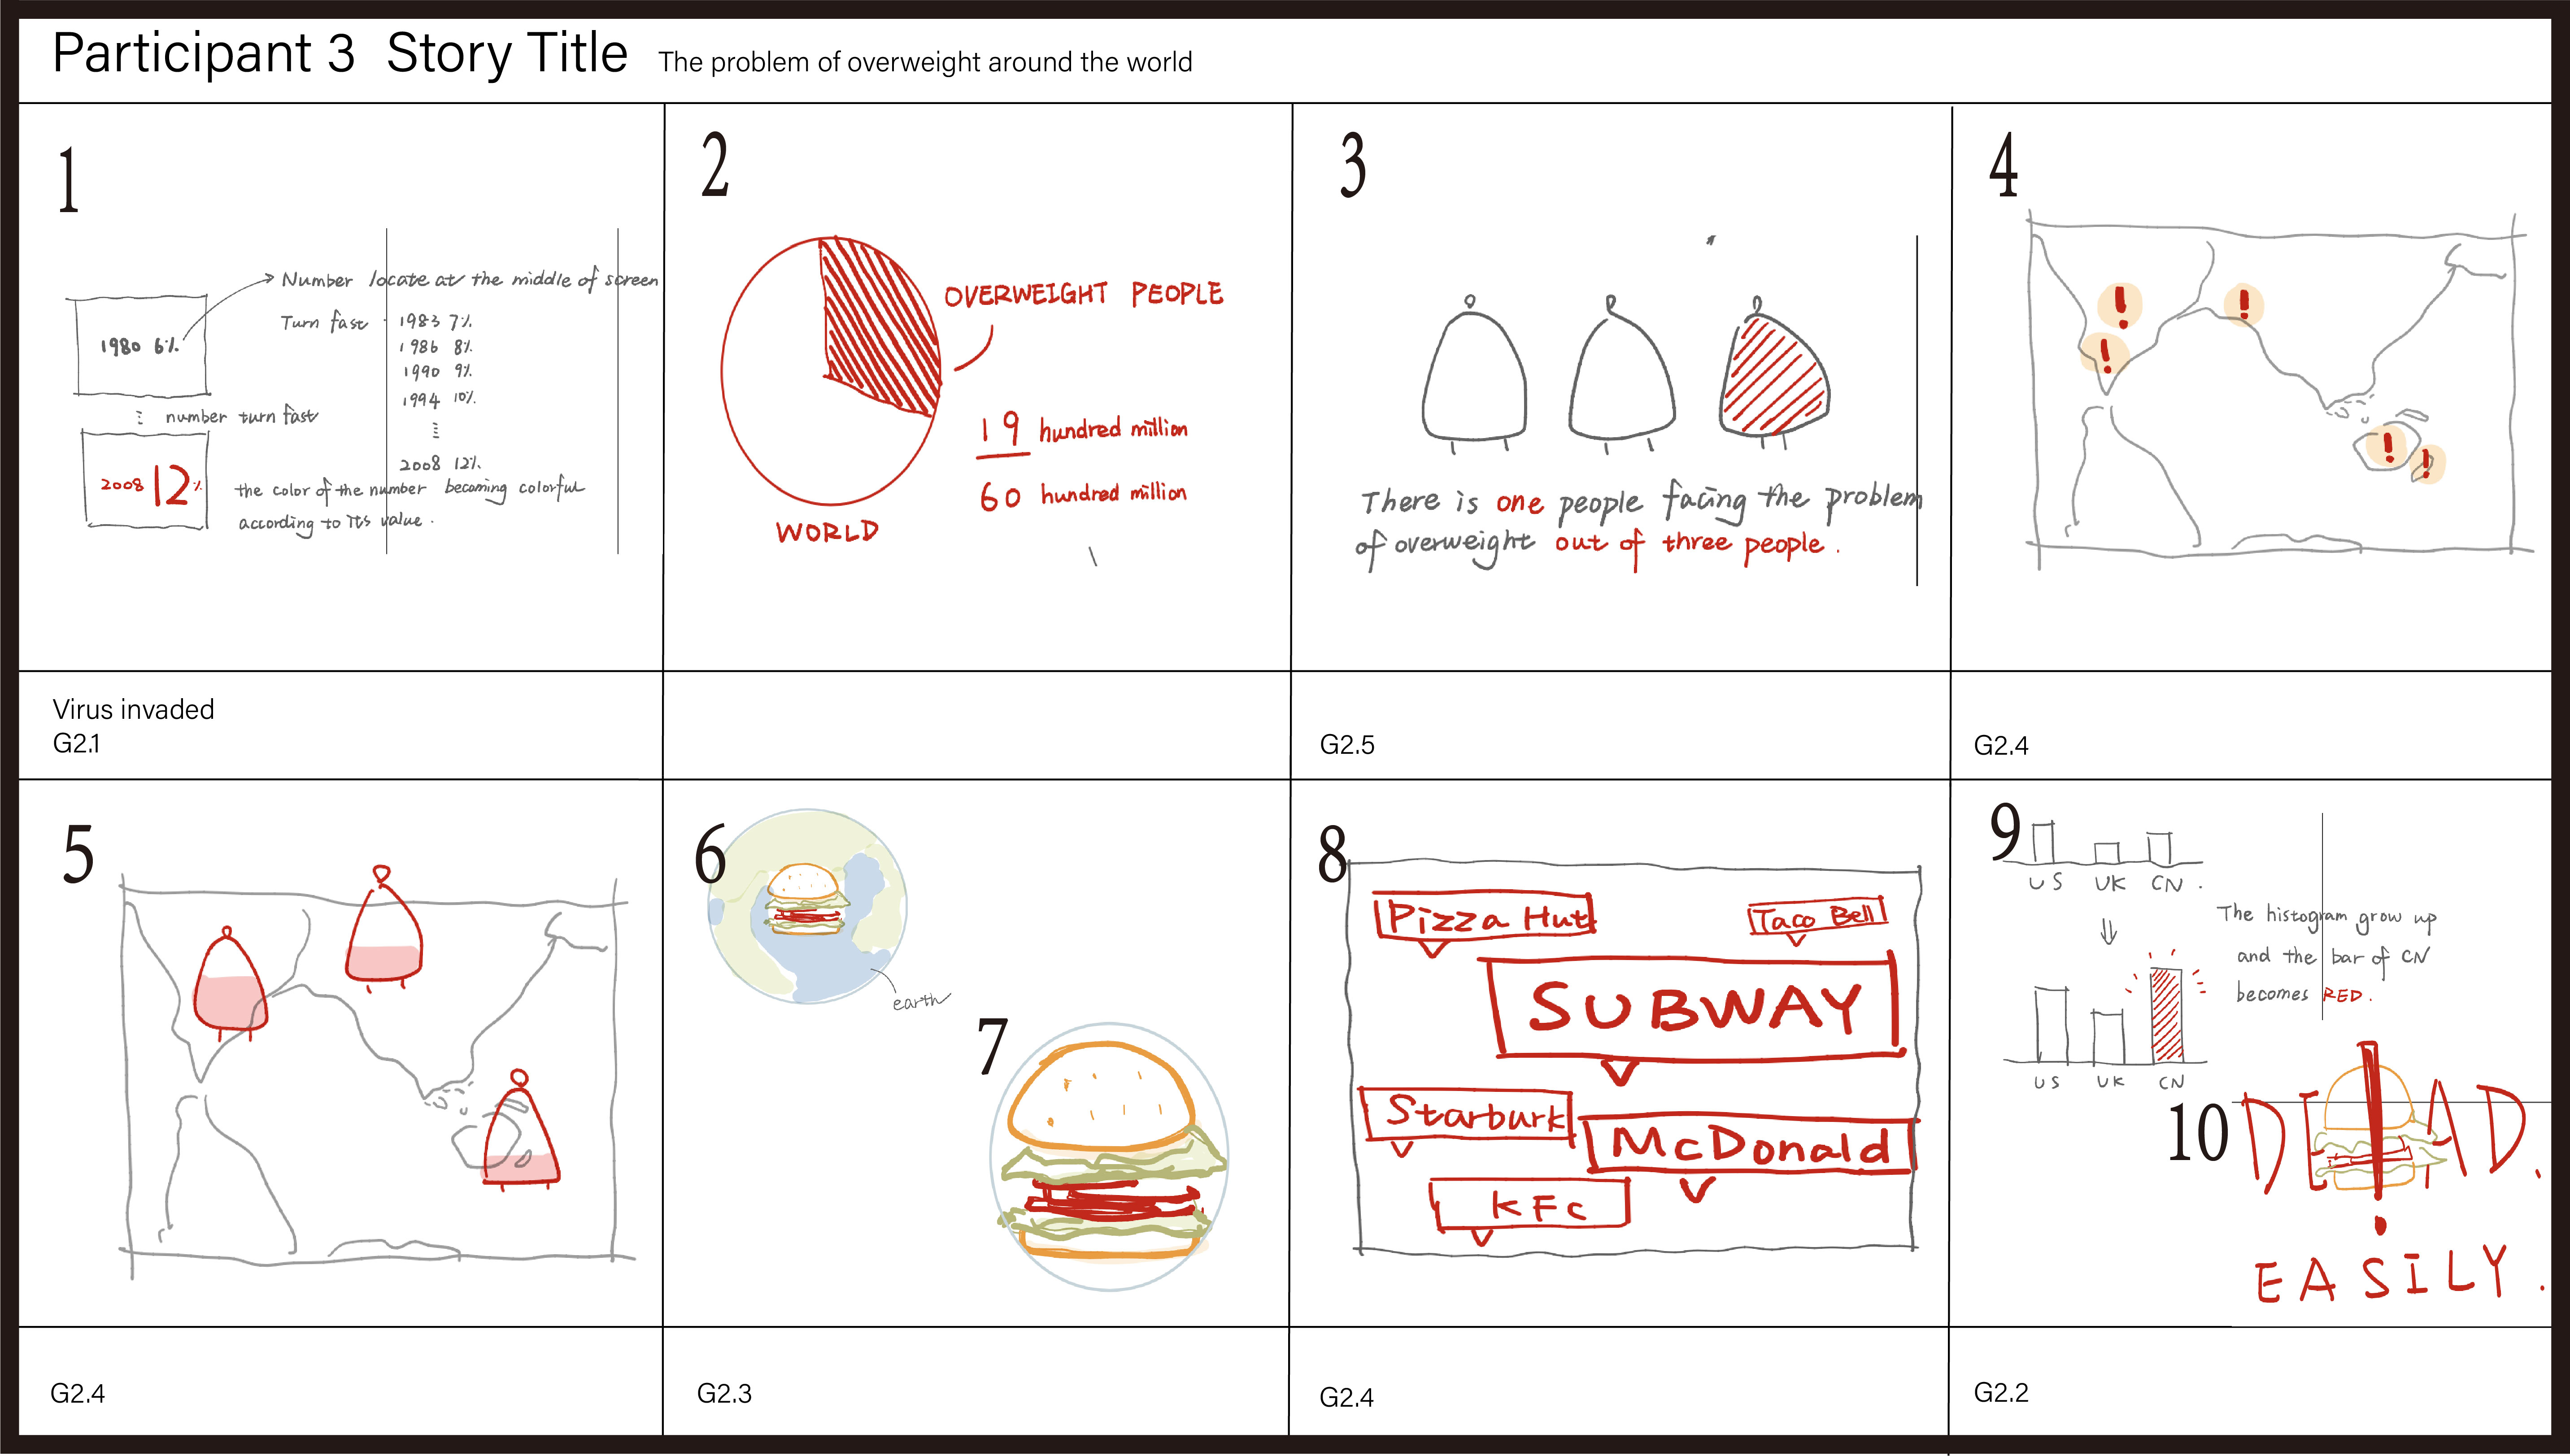 Participant 3 Story Title The problem of overweight around the world
1
Number locate at the middle of screen
1980 6%
Turn fast
1983 7%
1986 8%
1990 9%
1994 10%
⋮
2008 12%
⋮ number turn fast
2008 12%
the color of the number becoming colorful
according to its value.
Virus invaded
G2.1
2
OVERWEIGHT PEOPLE
19 hundred million
60 hundred million
WORLD
3
There is one people facing the problem
of overweight out of three people.
G2.5
4
!
!
!
!
!
G2.4
5
G2.4
6
earth
7
G2.3
8
Pizza Hut
Taco Bell
SUBWAY
Starburk
McDonald
KFC
G2.4
9
US UK CN.
The histogram grow up
and the bar of CN
becomes RED.
US UK CN
10
DE!AD.
EASILY.
G2.2